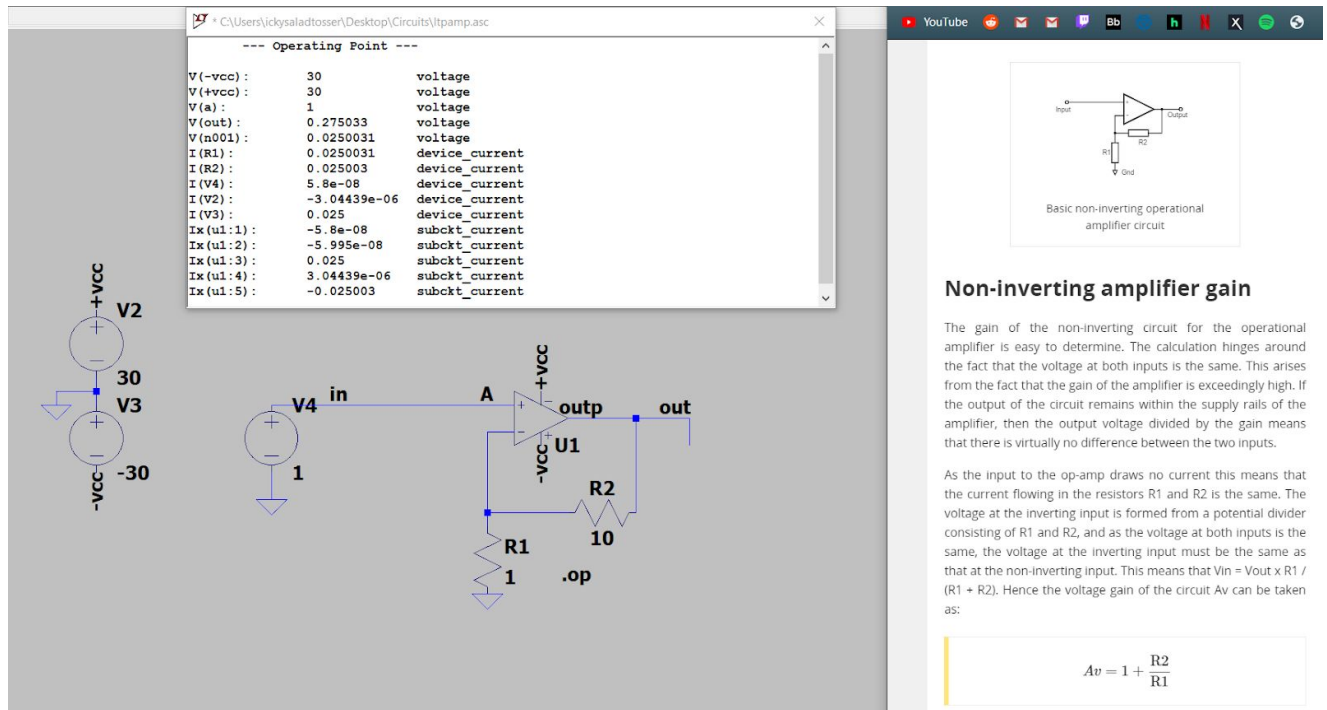 * C:\Users\ickysaladtosser\Desktop\Circuits\ltpamp.asc
--- Operating Point ---
V(-vcc): 30 voltage
V(+vcc): 30 voltage
V(a): 1 voltage
V(out): 0.275033 voltage
V(n001): 0.0250031 voltage
I(R1): 0.0250031 device_current
I(R2): 0.025003 device_current
I(V4): 5.8e-08 device_current
I(V2): -3.04439e-06 device_current
I(V3): 0.025 device_current
Ix(u1:1): -5.8e-08 subckt_current
Ix(u1:2): -5.995e-08 subckt_current
Ix(u1:3): 0.025 subckt_current
Ix(u1:4): 3.04439e-06 subckt_current
Ix(u1:5): -0.025003 subckt_current
+vcc
V2
30
V3
-30
-vcc
V4
in
1
A
+vcc
outp
out
U1
-vcc
R2
10
R1
1
.op
YouTube
Bb
h
N
X
Input
Output
R2
R1
Gnd
Basic non-inverting operational
amplifier circuit
Non-inverting amplifier gain
The gain of the non-inverting circuit for the operational
amplifier is easy to determine. The calculation hinges around
the fact that the voltage at both inputs is the same. This arises
from the fact that the gain of the amplifier is exceedingly high. If
the output of the circuit remains within the supply rails of the
amplifier, then the output voltage divided by the gain means
that there is virtually no difference between the two inputs.
As the input to the op-amp draws no current this means that
the current flowing in the resistors R1 and R2 is the same. The
voltage at the inverting input is formed from a potential divider
consisting of R1 and R2, and as the voltage at both inputs is the
same, the voltage at the inverting input must be the same as
that at the non-inverting input. This means that Vin = Vout x R1 /
(R1 + R2). Hence the voltage gain of the circuit Av can be taken
as:
Av = 1 + R2/R1